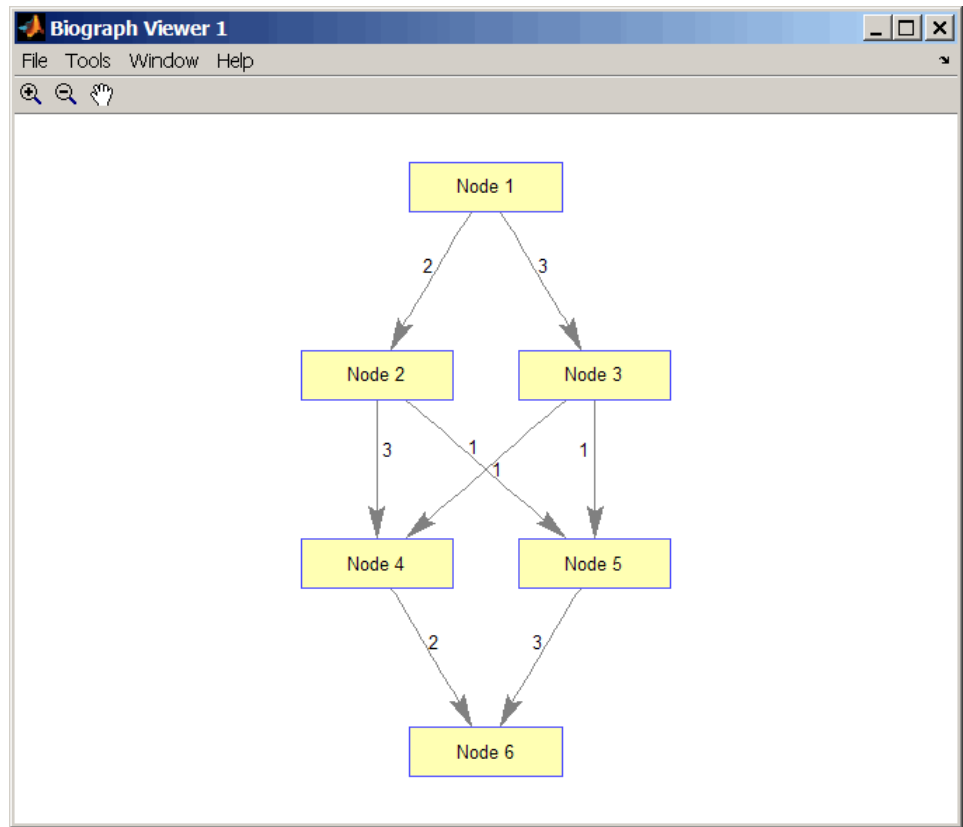 Biograph Viewer 1
File Tools Window Help
Node 1
2 3
Node 2 Node 3
3 1 1 1
Node 4 Node 5
2 3
Node 6